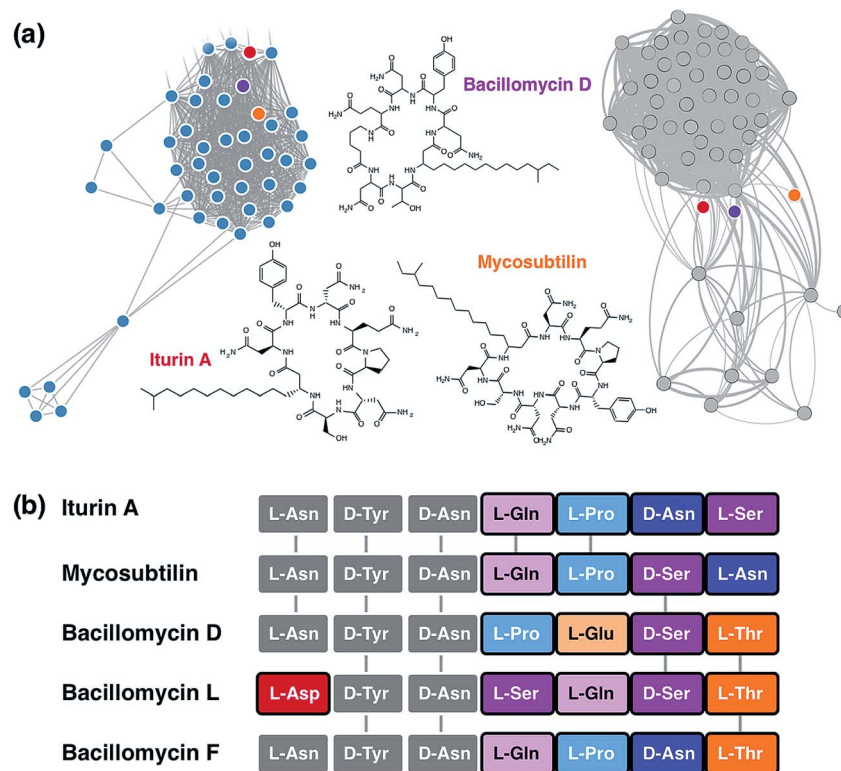 (a)
Bacillomycin D
Mycosubtilin
Iturin A
(b)
Iturin A L-Asn D-Tyr D-Asn L-Gln L-Pro D-Asn L-Ser
Mycosubtilin L-Asn D-Tyr D-Asn L-Gln L-Pro D-Ser L-Asn
Bacillomycin D L-Asn D-Tyr D-Asn L-Pro L-Glu D-Ser L-Thr
Bacillomycin L L-Asp D-Tyr D-Asn L-Ser L-Gln D-Ser L-Thr
Bacillomycin F L-Asn D-Tyr D-Asn L-Gln L-Pro D-Asn L-Thr